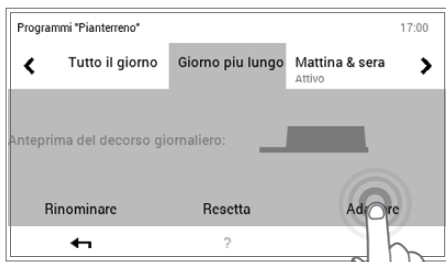 Programmi "Pianterreno" 17:00
Tutto il giorno Giorno piu lungo Mattina & sera
Attivo
Anteprima del decorso giornaliero:
Rinominare Resetta
?